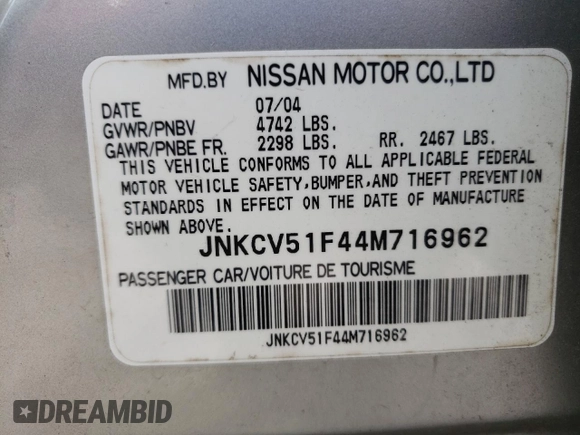 MFD.BY NISSAN MOTOR CO.,LTD
DATE 07/04
GVWR/PNBV 4742 LBS.
GAWR/PNBE FR. 2298 LBS. RR. 2467 LBS.
THIS VEHICLE CONFORMS TO ALL APPLICABLE FEDERAL
MOTOR VEHICLE SAFETY,BUMPER,AND THEFT PREVENTION
STANDARDS IN EFFECT ON THE DATE OF MANUFACTURE
SHOWN ABOVE. JNKCV51F44M716962
PASSENGER CAR/VOITURE DE TOURISME
JNKCV51F44M716962
DREAMBID